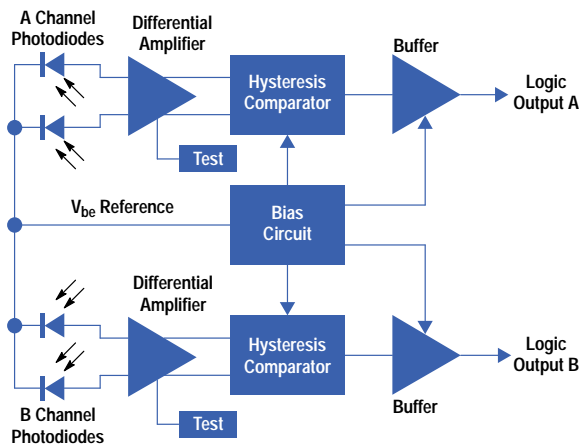 A Channel
Photodiodes
Differential
Amplifier
Hysteresis
Comparator
Buffer
Logic
Output A
Test
Vbe Reference
Bias
Circuit
Differential
Amplifier
Hysteresis
Comparator
Logic
Output B
Buffer
Test
B Channel
Photodiodes